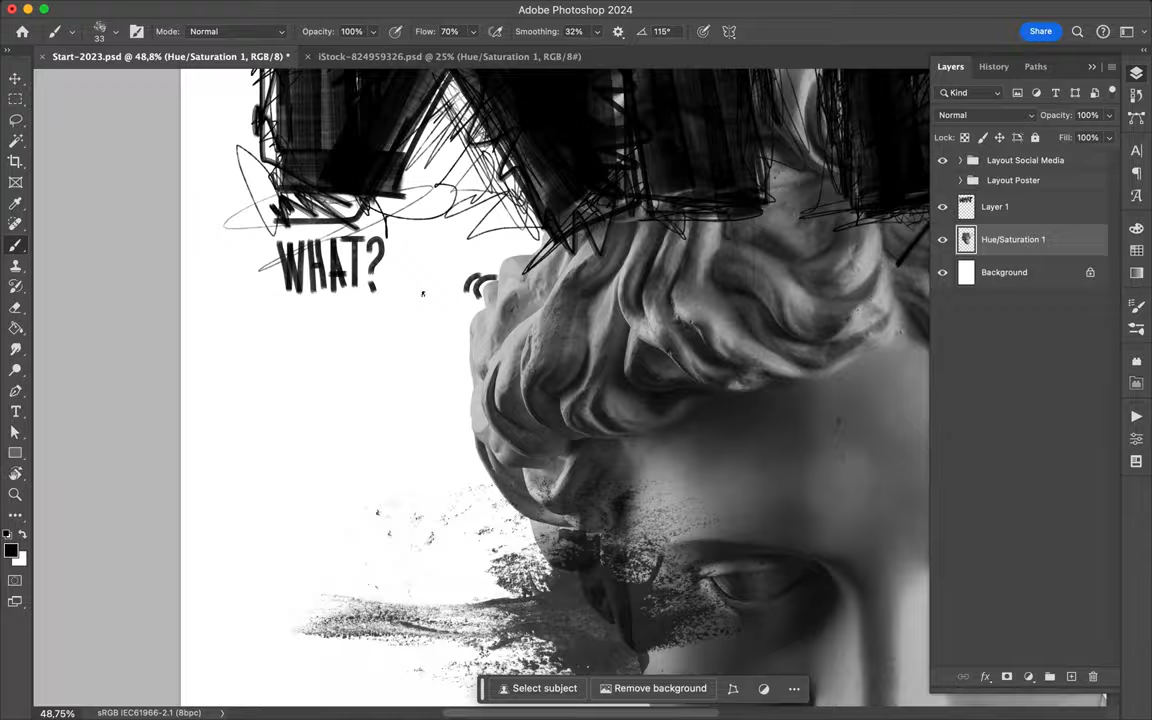 Adobe Photoshop 2024
33
Mode: Normal
Opacity: 100%
Flow: 70%
Smoothing: 32%
115°
Share
Start-2023.psd @ 48,8% (Hue/Saturation 1, RGB/8) *
iStock-824959326.psd @ 25% (Hue/Saturation 1, RGB/8#)
Layers
History
Paths
Kind
Normal
Opacity: 100%
Lock:
Fill: 100%
Layout Social Media
Layout Poster
Layer 1
Hue/Saturation 1
Background
WHAT?
Select subject
Remove background
48,75%
sRGB IEC61966-2.1 (8bpc)